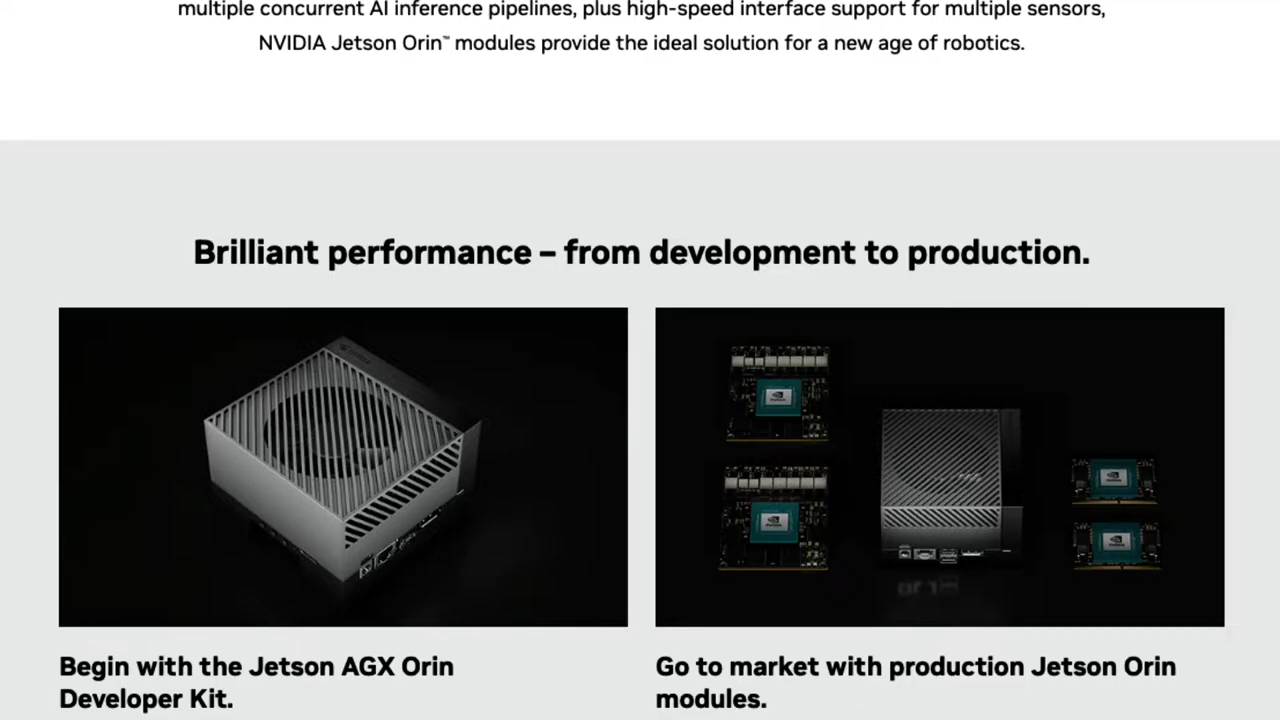 multiple concurrent AI inference pipelines, plus high-speed interface support for multiple sensors,
NVIDIA Jetson Orin™ modules provide the ideal solution for a new age of robotics.
Brilliant performance – from development to production.
Begin with the Jetson AGX Orin
Developer Kit.
Go to market with production Jetson Orin
modules.